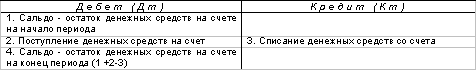 Дебет (Дт) Кредит (Кт)
1. Сальдо - остаток денежных средств на счете
на начало периода
2. Поступление денежных средств на счет 3. Списание денежных средств со счета
4. Сальдо - остаток денежных средств на счете
на конец периода (1 +2-3)